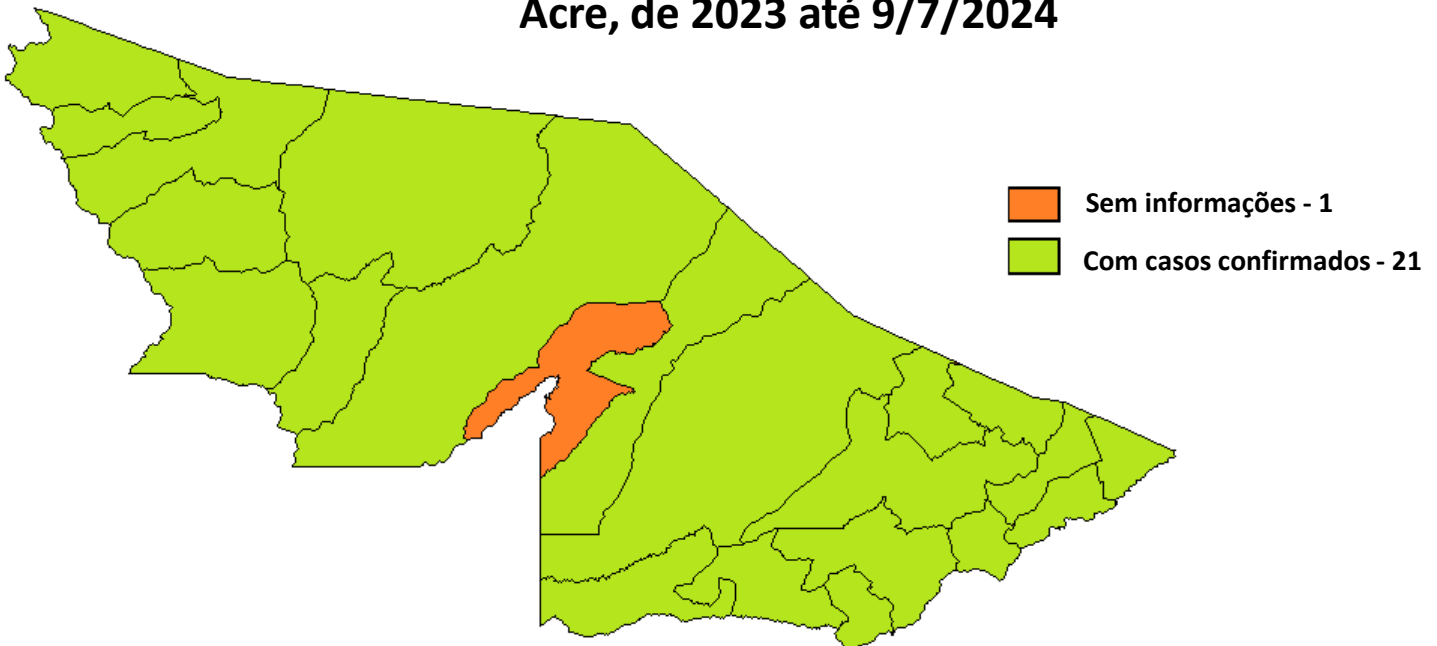 Acre, de 2023 até 9/7/2024
Sem informações - 1
Com casos confirmados - 21